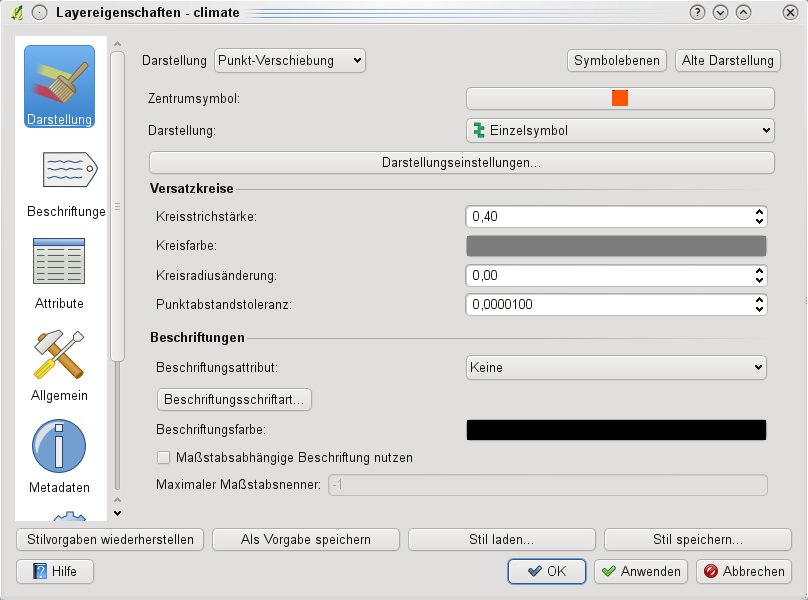 Layereigenschaften - climate
Darstellung
Beschriftunge
Attribute
Allgemein
Metadaten
Darstellung Punkt-Verschiebung Symbolebenen Alte Darstellung
Zentrumsymbol:
Darstellung: Einzelsymbol
Darstellungseinstellungen...
Versatzkreise
Kreisstrichstärke: 0,40
Kreisfarbe:
Kreisradiusänderung: 0,00
Punktabstandstoleranz: 0,0000100
Beschriftungen
Beschriftungsattribut: Keine
Beschriftungsschriftart...
Beschriftungsfarbe:
Maßstabsabhängige Beschriftung nutzen
Maximaler Maßstabsnenner: -1
Stilvorgaben wiederherstellen Als Vorgabe speichern Stil laden... Stil speichern...
? Hilfe OK Anwenden Abbrechen